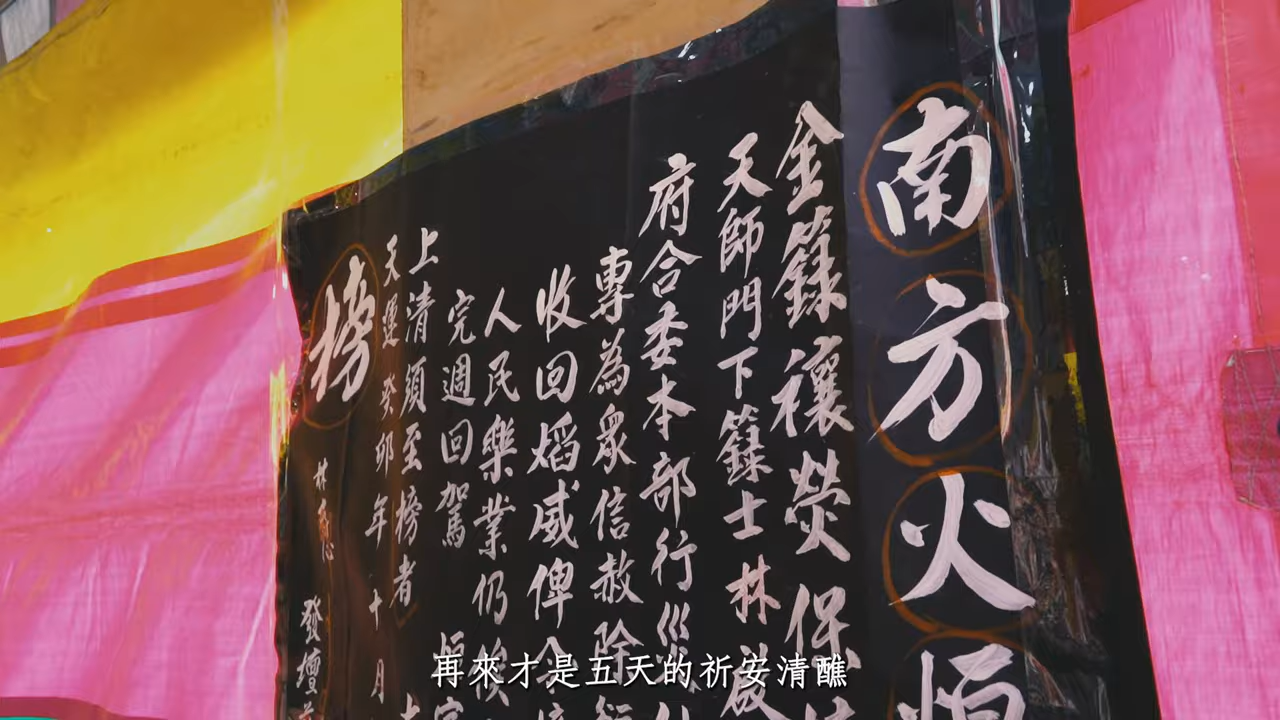 南方火
金籙禳熒保
天師門下籙士林
府合委本部行
專為眾信赦除
收回熖威俾
人民樂業仍
完週回駕
上清須至榜者
天運癸卯年十月
榜
發壇
再來才是五天的祈安清醮